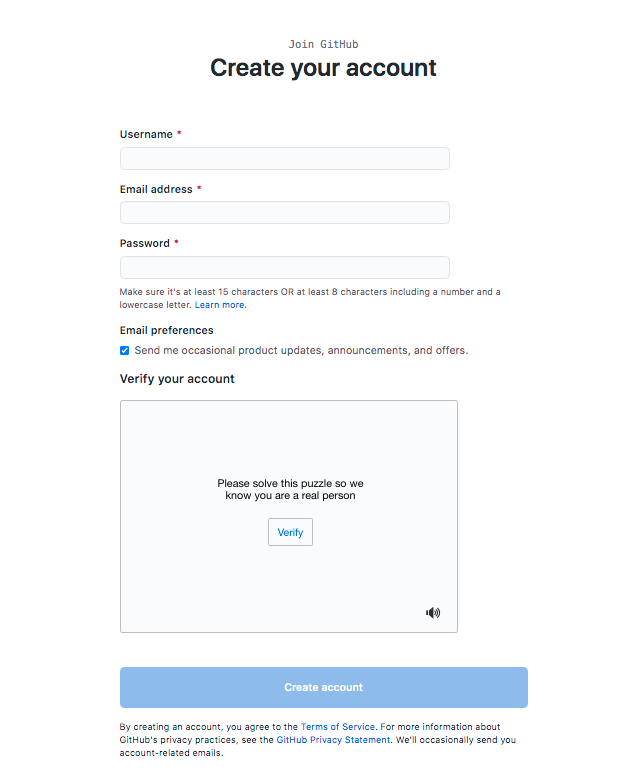 Join GitHub
Create your account
Username *
Email address *
Password *
Make sure it's at least 15 characters OR at least 8 characters including a number and a
lowercase letter. Learn more.
Email preferences
Send me occasional product updates, announcements, and offers.
Verify your account
Please solve this puzzle so we
know you are a real person
Verify
Create account
By creating an account, you agree to the Terms of Service. For more information about
GitHub's privacy practices, see the GitHub Privacy Statement. We'll occasionally send you
account-related emails.